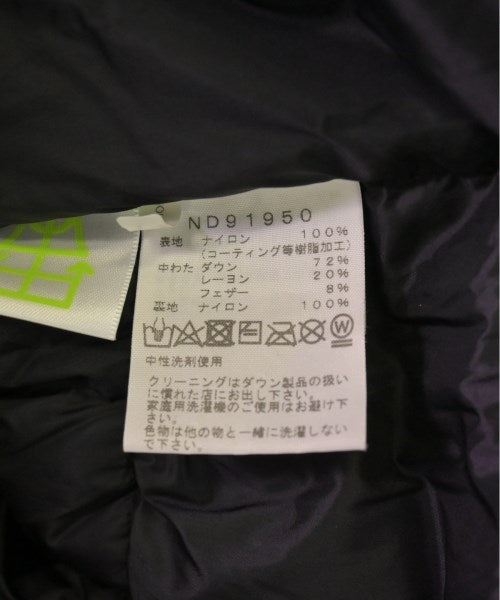 ND91950
表地 ナイロン 100%
(コーティング等樹脂加工)
中わた ダウン 72%
レーヨン 20%
フェザー 8%
裏地 ナイロン 100%
中性洗剤使用
クリーニングはダウン製品の扱い
に慣れた店にお出し下さい。
家庭用洗濯機のご使用はお避け下
さい。
色物は他の物と一緒に洗濯しない
で下さい。